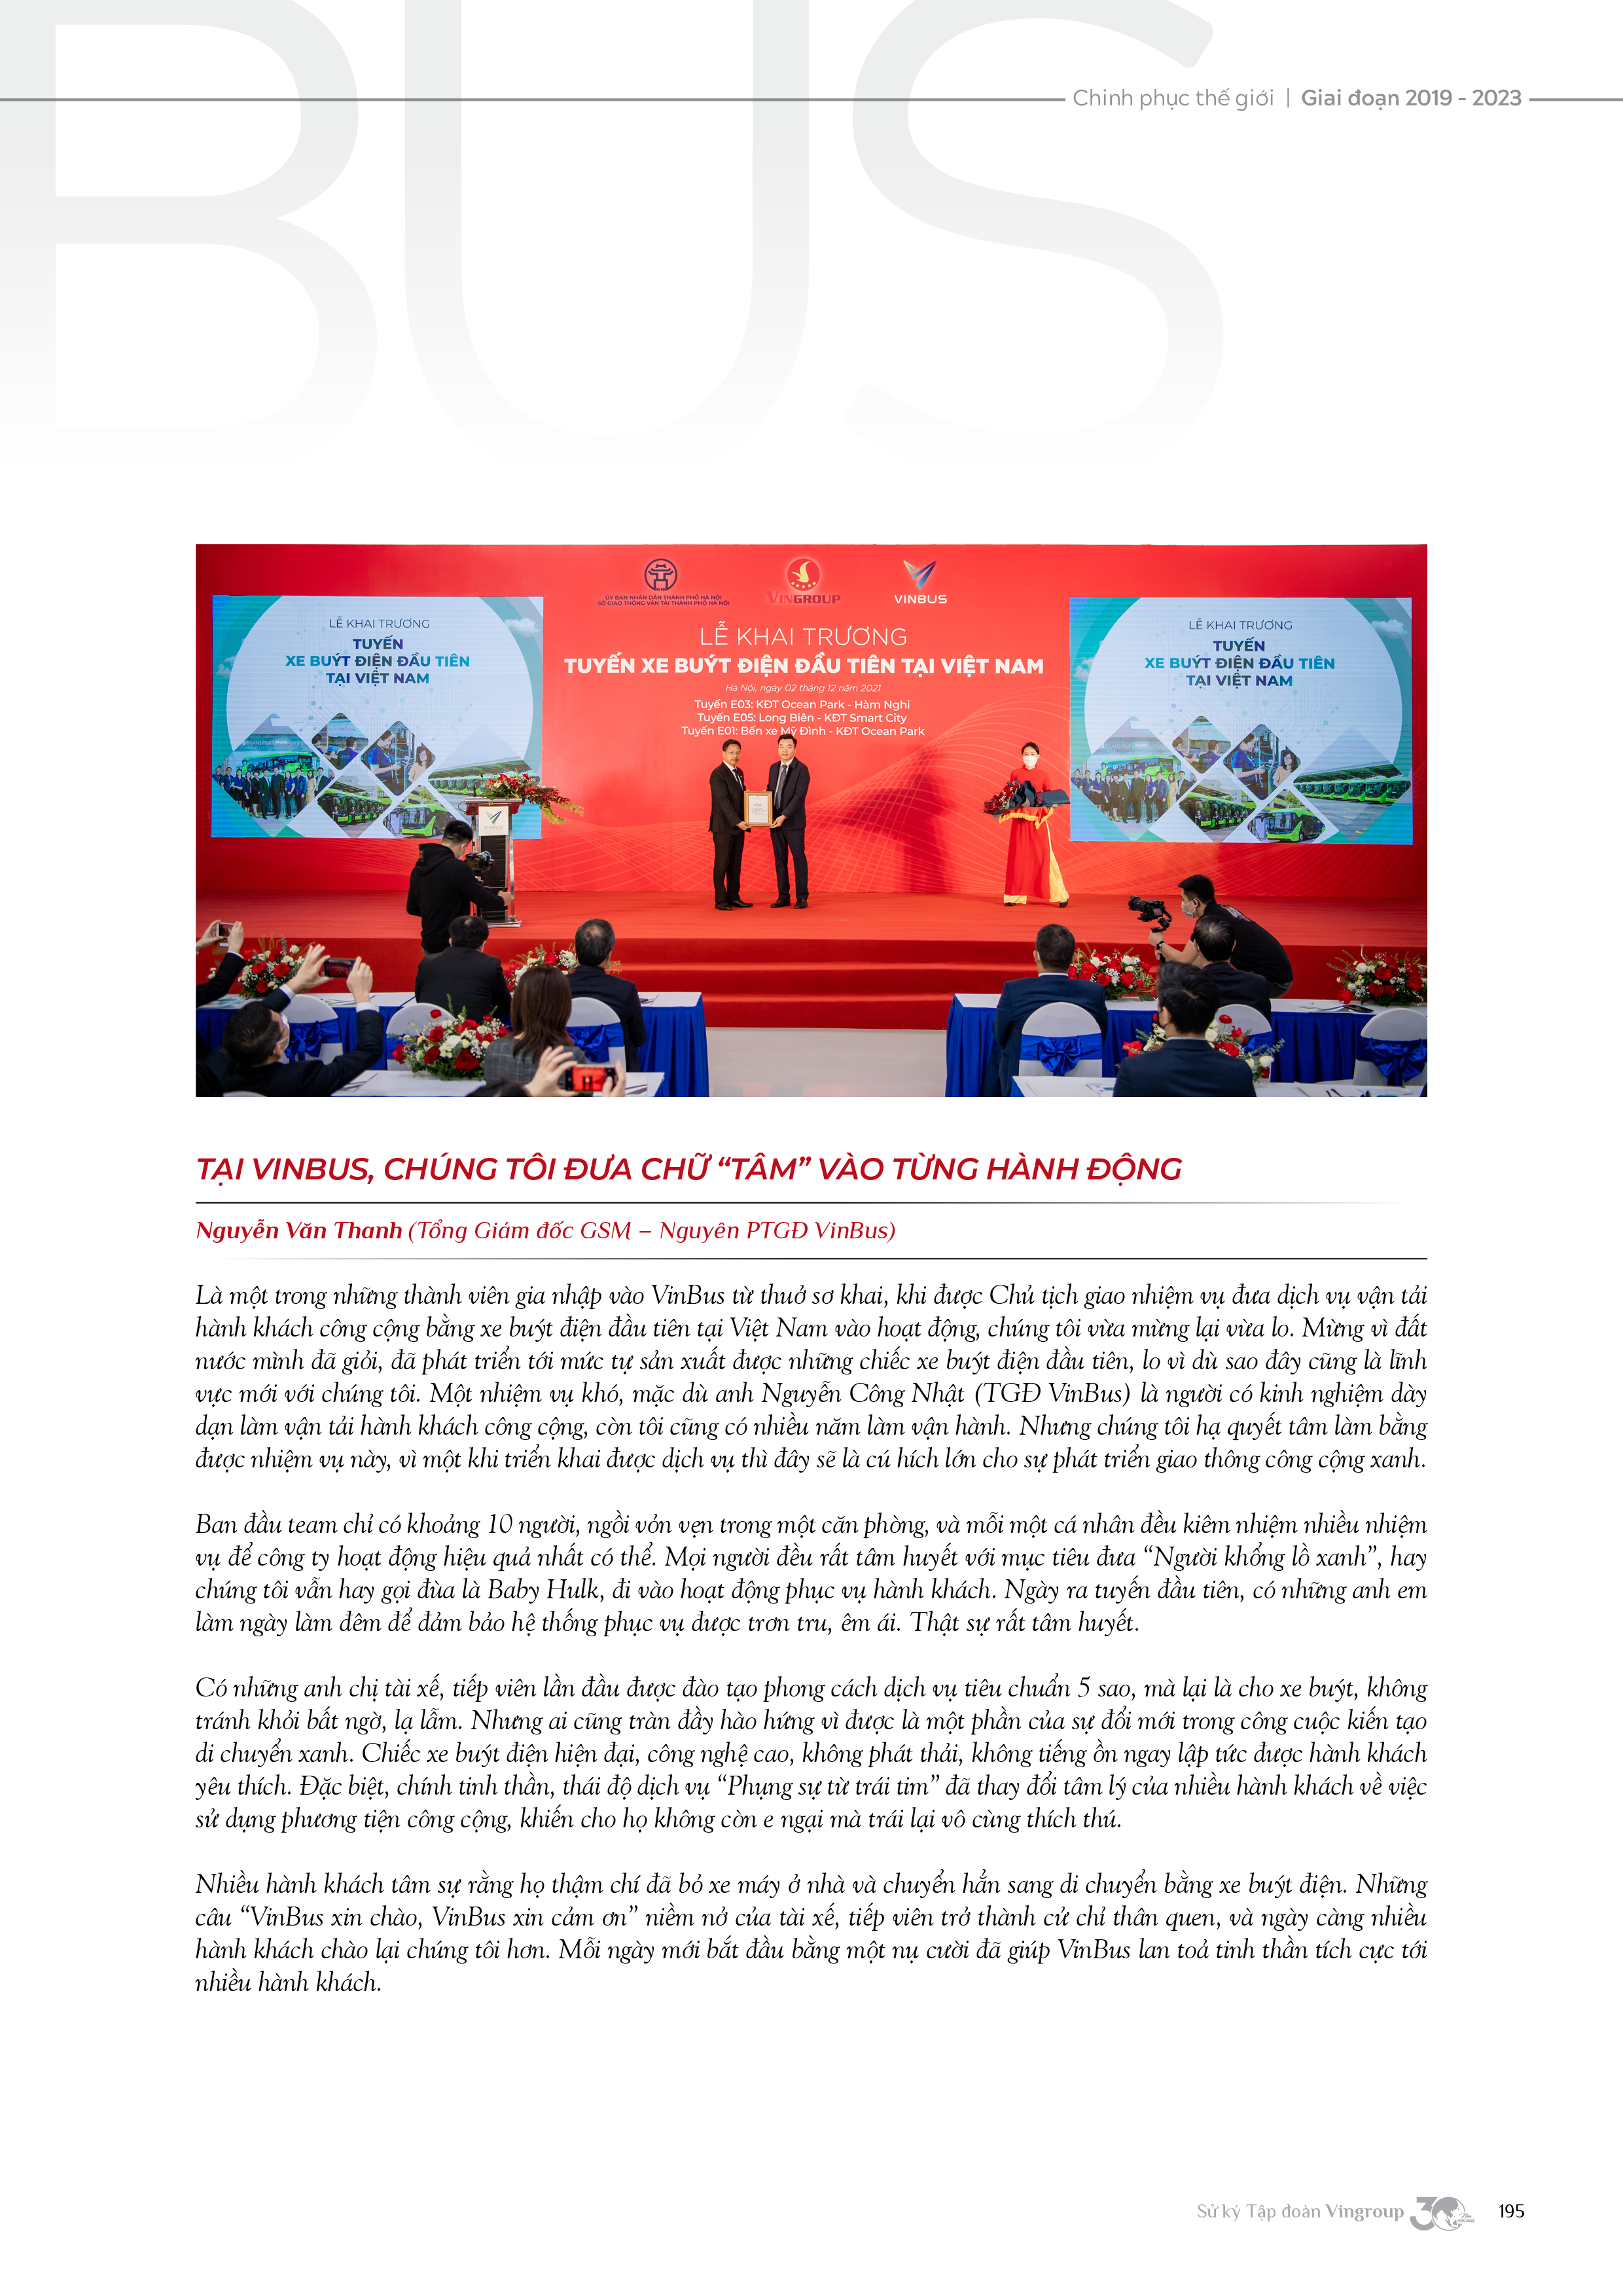 BUS
Chinh phục thế giới | Giai đoạn 2019 - 2023
ỦY BAN NHÂN DÂN THÀNH PHỐ HÀ NỘI
SỞ GIAO THÔNG VẬN TẢI THÀNH PHỐ HÀ NỘI
VINGROUP
VINBUS
LỄ KHAI TRƯƠNG
TUYẾN XE BUÝT ĐIỆN ĐẦU TIÊN TẠI VIỆT NAM
Hà Nội, ngày 02 tháng 12 năm 2021
Tuyến E03: KĐT Ocean Park - Hàm Nghi
Tuyến E05: Long Biên - KĐT Smart City
Tuyến E01: Bến xe Mỹ Đình - KĐT Ocean Park
LỄ KHAI TRƯƠNG
TUYẾN
XE BUÝT ĐIỆN ĐẦU TIÊN
TẠI VIỆT NAM
LỄ KHAI TRƯƠNG
TUYẾN
XE BUÝT ĐIỆN ĐẦU TIÊN
TẠI VIỆT NAM
TẠI VINBUS, CHÚNG TÔI ĐƯA CHỮ “TÂM” VÀO TỪNG HÀNH ĐỘNG
Nguyễn Văn Thanh (Tổng Giám đốc GSM – Nguyên PTGĐ VinBus)
Là một trong những thành viên gia nhập vào VinBus từ thuở sơ khai, khi được Chủ tịch giao nhiệm vụ đưa dịch vụ vận tải
hành khách công cộng bằng xe buýt điện đầu tiên tại Việt Nam vào hoạt động, chúng tôi vừa mừng lại vừa lo. Mừng vì đất
nước mình đã giỏi, đã phát triển tới mức tự sản xuất được những chiếc xe buýt điện đầu tiên, lo vì dù sao đây cũng là lĩnh
vực mới với chúng tôi. Một nhiệm vụ khó, mặc dù anh Nguyễn Công Nhật (TGĐ VinBus) là người có kinh nghiệm dày
dạn làm vận tải hành khách công cộng, còn tôi cũng có nhiều năm làm vận hành. Nhưng chúng tôi hạ quyết tâm làm bằng
được nhiệm vụ này, vì một khi triển khai được dịch vụ thì đây sẽ là cú hích lớn cho sự phát triển giao thông công cộng xanh.
Ban đầu team chỉ có khoảng 10 người, ngồi vỏn vẹn trong một căn phòng, và mỗi một cá nhân đều kiêm nhiệm nhiều nhiệm
vụ để công ty hoạt động hiệu quả nhất có thể. Mọi người đều rất tâm huyết với mục tiêu đưa “Người khổng lồ xanh”, hay
chúng tôi vẫn hay gọi đùa là Baby Hulk, đi vào hoạt động phục vụ hành khách. Ngày ra tuyến đầu tiên, có những anh em
làm ngày làm đêm để đảm bảo hệ thống phục vụ được trơn tru, êm ái. Thật sự rất tâm huyết.
Có những anh chị tài xế, tiếp viên lần đầu được đào tạo phong cách dịch vụ tiêu chuẩn 5 sao, mà lại là cho xe buýt, không
tránh khỏi bất ngờ, lạ lẫm. Nhưng ai cũng tràn đầy hào hứng vì được là một phần của sự đổi mới trong công cuộc kiến tạo
di chuyển xanh. Chiếc xe buýt điện hiện đại, công nghệ cao, không phát thải, không tiếng ồn ngay lập tức được hành khách
yêu thích. Đặc biệt, chính tinh thần, thái độ dịch vụ “Phụng sự từ trái tim” đã thay đổi tâm lý của nhiều hành khách về việc
sử dụng phương tiện công cộng, khiến cho họ không còn e ngại mà trái lại vô cùng thích thú.
Nhiều hành khách tâm sự rằng họ thậm chí đã bỏ xe máy ở nhà và chuyển hẳn sang di chuyển bằng xe buýt điện. Những
câu “VinBus xin chào, VinBus xin cảm ơn” niềm nở của tài xế, tiếp viên trở thành cử chỉ thân quen, và ngày càng nhiều
hành khách chào lại chúng tôi hơn. Mỗi ngày mới bắt đầu bằng một nụ cười đã giúp VinBus lan toả tinh thần tích cực tới
nhiều hành khách.
Sử ký Tập đoàn Vingroup 30 195